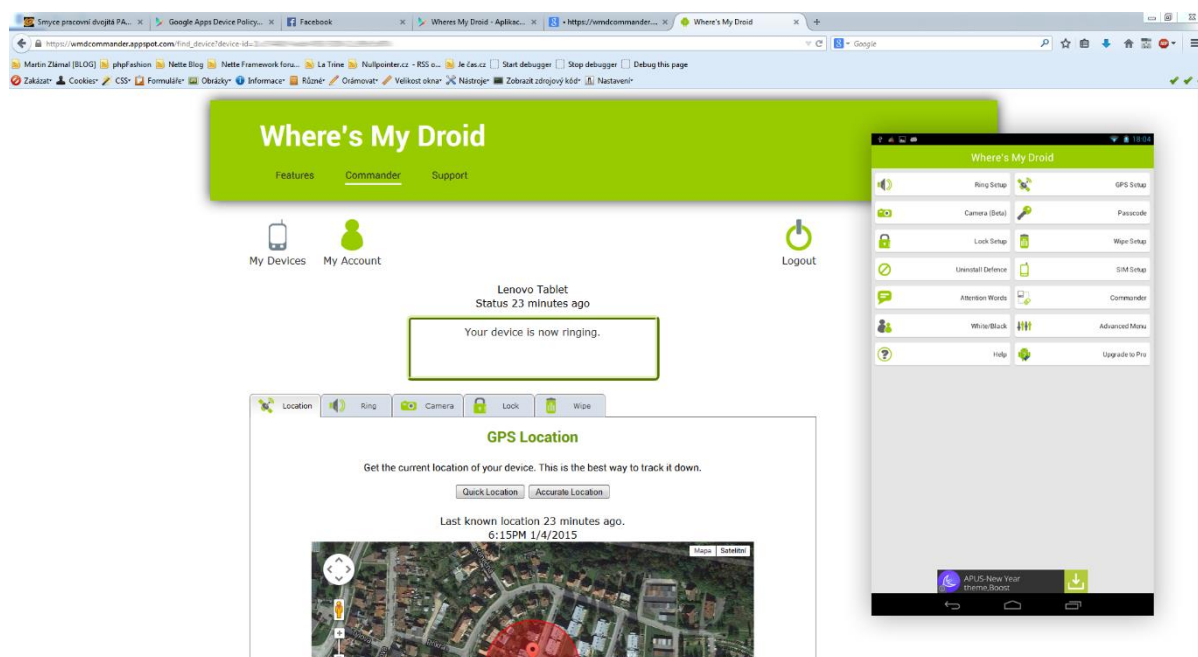 Smyce pracovní dvojitá PA...
Google Apps Device Policy...
Facebook
Wheres My Droid - Aplikac...
https://wmdcommander....
Where's My Droid
https://wmdcommander.appspot.com/find_device?device-id=
Google
Martin Zlámal [BLOG] phpFashion Nette Blog Nette Framework foru... La Trine Nullpointer.cz - RSS o... Je čas.cz Start debugger Stop debugger Debug this page
Zakázat Cookies CSS Formuláře Obrázky Informace Různé Orámovat Velikost okna Nástroje Zobrazit zdrojový kód Nastavení
Where's My Droid
Features Commander Support
My Devices My Account Logout
Lenovo Tablet
Status 23 minutes ago
Your device is now ringing.
Location Ring Camera Lock Wipe
GPS Location
Get the current location of your device. This is the best way to track it down.
Quick Location Accurate Location
Last known location 23 minutes ago.
6:15PM 1/4/2015
Mapa Satelitní
18:04
Where's My Droid
Ring Setup GPS Setup
Camera (Beta) Passcode
Lock Setup Wipe Setup
Uninstall Defence SIM Setup
Attention Words Commander
White/Black Advanced Menu
Help Upgrade to Pro
APUS-New Year
theme,Boost